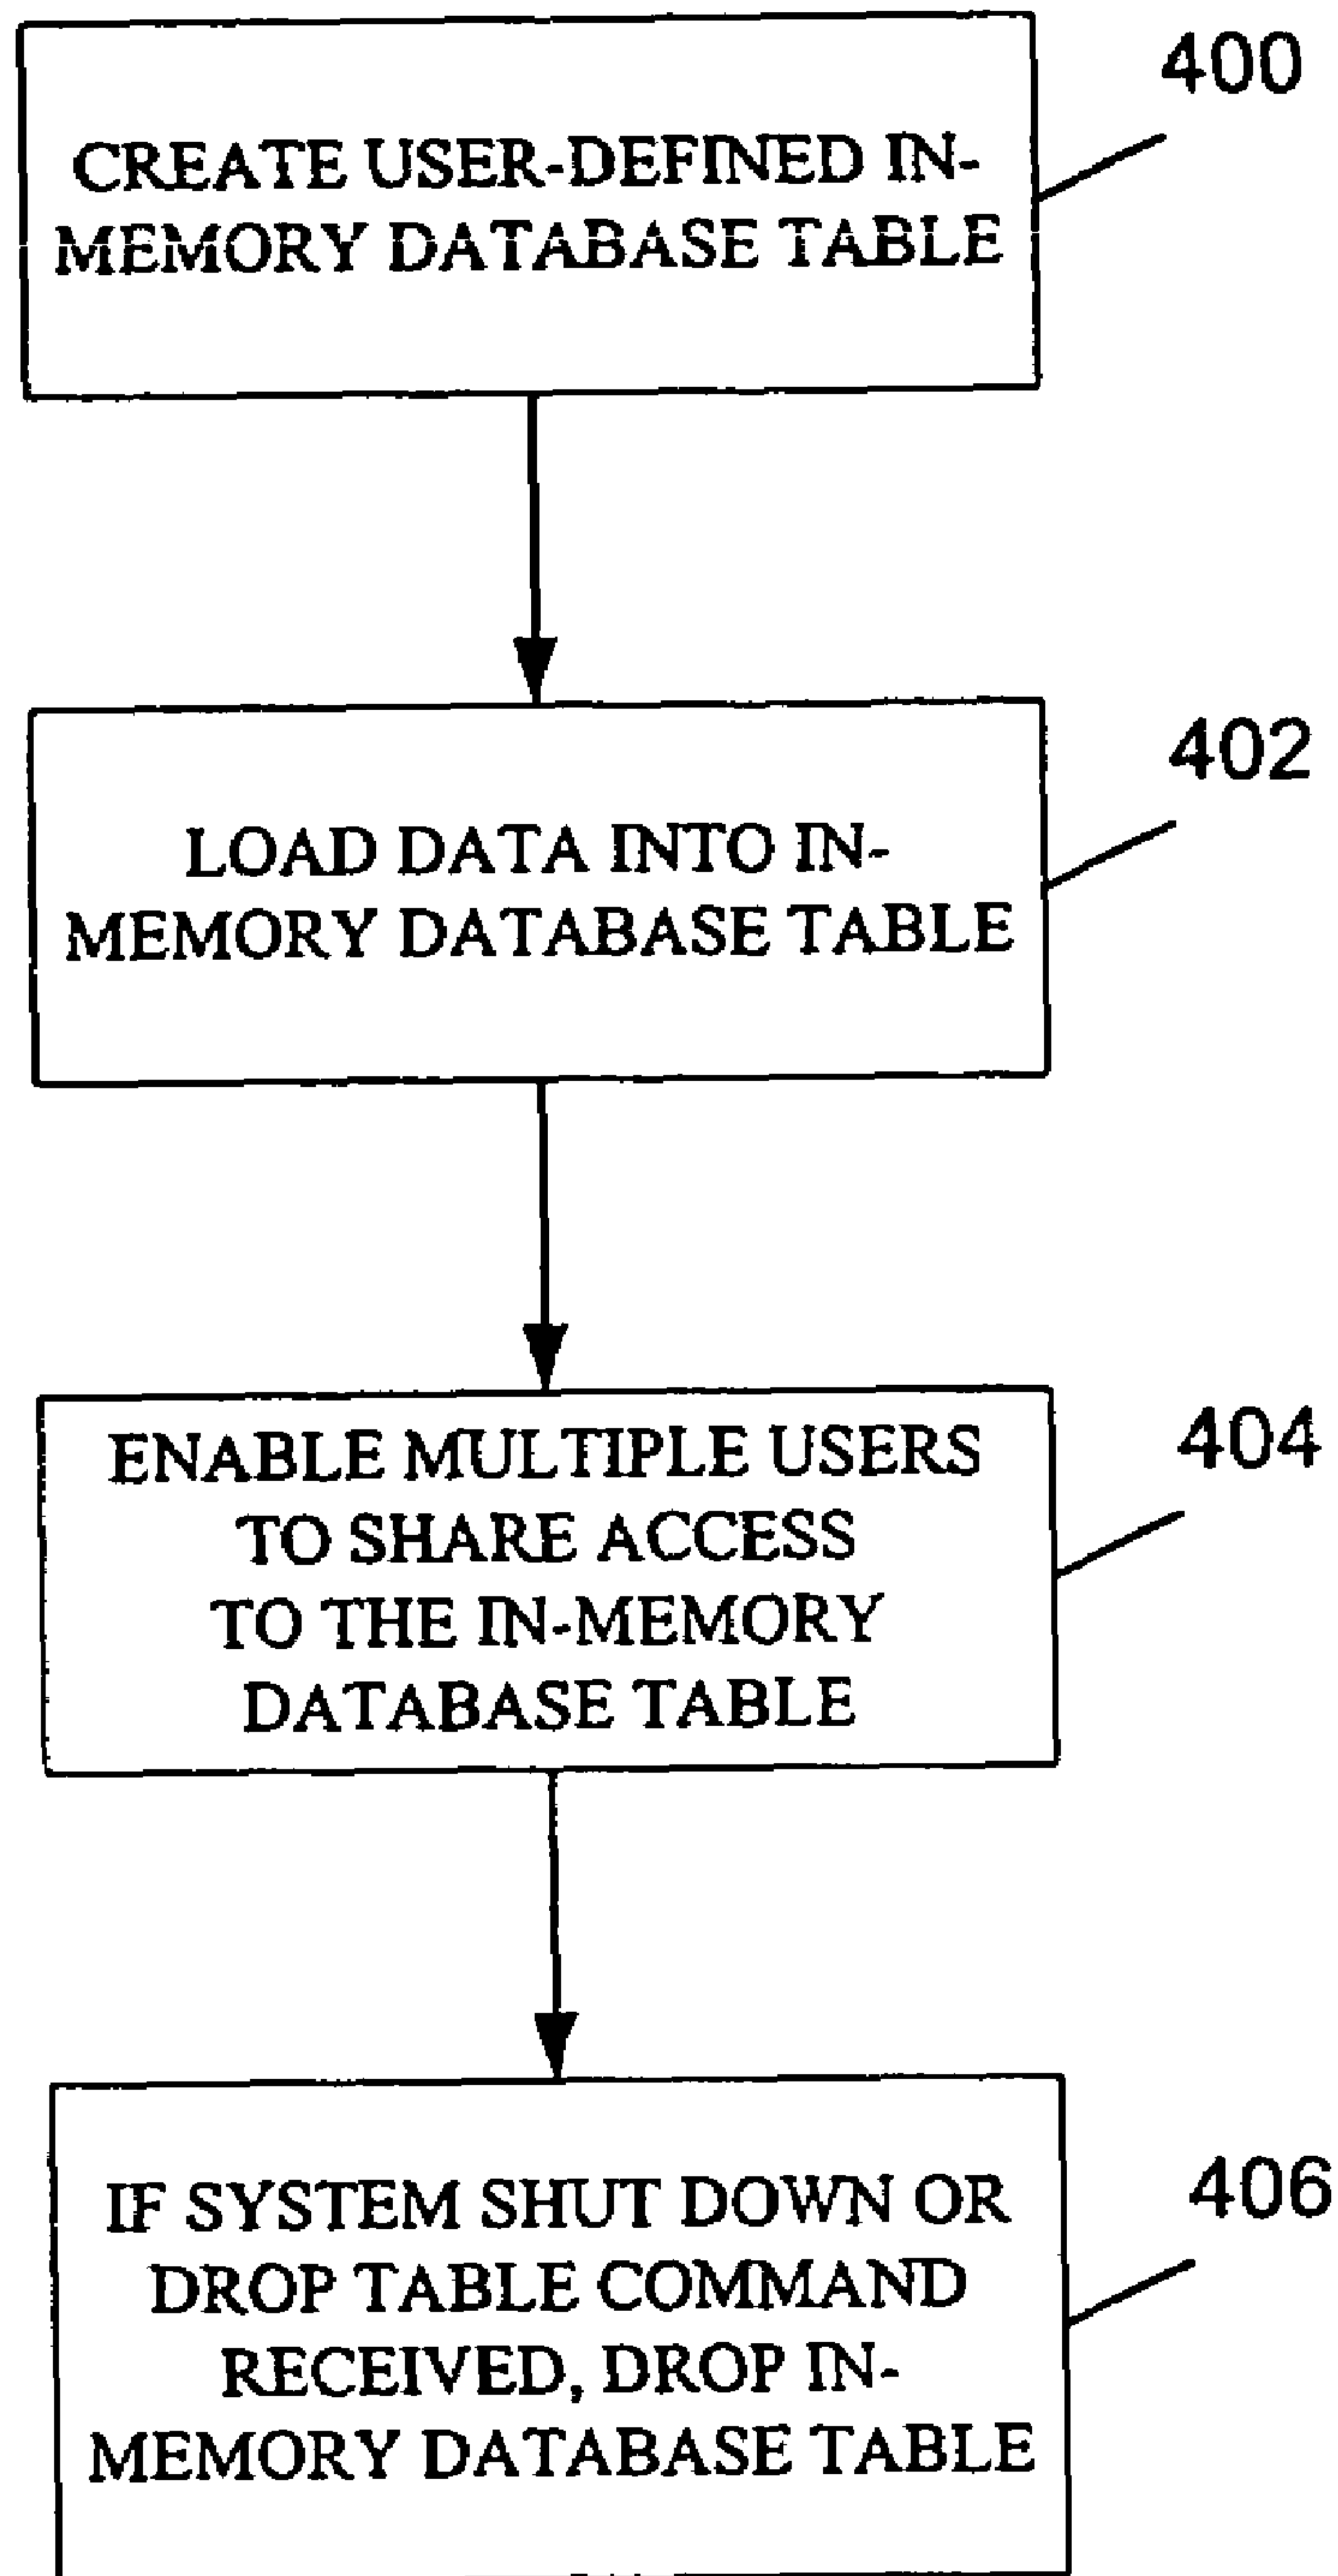 400
CREATE USER-DEFINED IN-
MEMORY DATABASE TABLE
402
LOAD DATA INTO IN-
MEMORY DATABASE TABLE
404
ENABLE MULTIPLE USERS
TO SHARE ACCESS
TO THE IN-MEMORY
DATABASE TABLE
406
IF SYSTEM SHUT DOWN OR
DROP TABLE COMMAND
RECEIVED, DROP IN-
MEMORY DATABASE TABLE